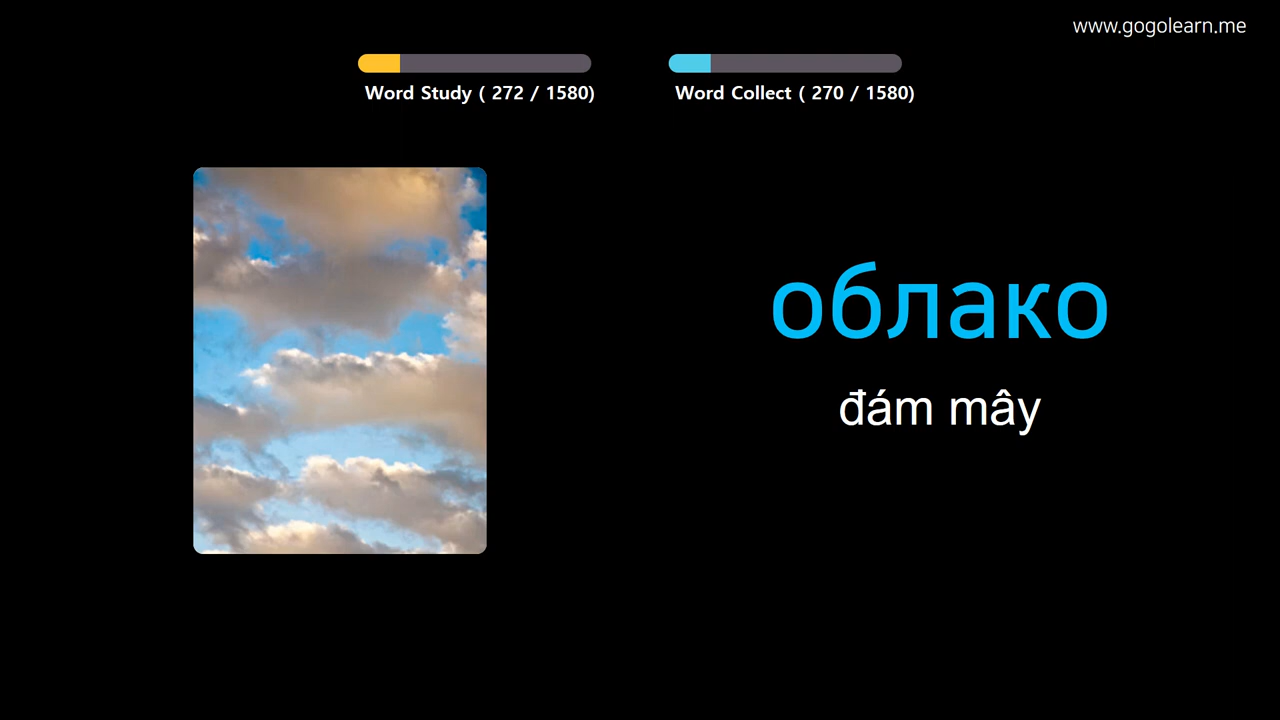 www.gogolearn.me
Word Study ( 272 / 1580)
Word Collect ( 270 / 1580)
облако
đám mây